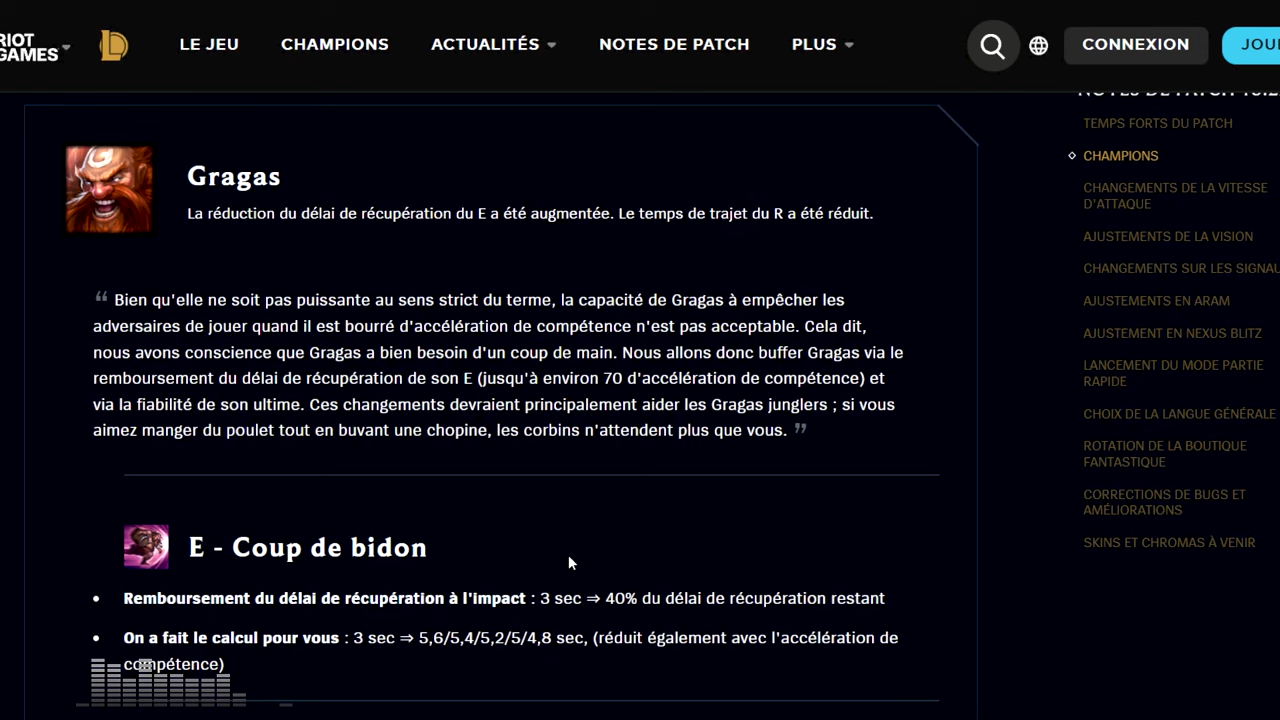 RIOT
GAMES
LE JEU
CHAMPIONS
ACTUALITÉS
NOTES DE PATCH
PLUS
CONNEXION
Gragas
La réduction du délai de récupération du E a été augmentée. Le temps de trajet du R a été réduit.
“ Bien qu'elle ne soit pas puissante au sens strict du terme, la capacité de Gragas à empêcher les
adversaires de jouer quand il est bourré d'accélération de compétence n'est pas acceptable. Cela dit,
nous avons conscience que Gragas a bien besoin d'un coup de main. Nous allons donc buffer Gragas via le
remboursement du délai de récupération de son E (jusqu'à environ 70 d'accélération de compétence) et
via la fiabilité de son ultime. Ces changements devraient principalement aider les Gragas junglers ; si vous
aimez manger du poulet tout en buvant une chopine, les corbins n'attendent plus que vous. ”
E - Coup de bidon
• Remboursement du délai de récupération à l'impact : 3 sec ⇒ 40% du délai de récupération restant
• On a fait le calcul pour vous : 3 sec ⇒ 5,6/5,4/5,2/5/4,8 sec, (réduit également avec l'accélération de
compétence)
NOTES DE PATCH
TEMPS FORTS DU PATCH
CHAMPIONS
CHANGEMENTS DE LA VITESSE
D'ATTAQUE
AJUSTEMENTS DE LA VISION
CHANGEMENTS SUR LES SIGNAU
AJUSTEMENTS EN ARAM
AJUSTEMENT EN NEXUS BLITZ
LANCEMENT DU MODE PARTIE
RAPIDE
CHOIX DE LA LANGUE GÉNÉRALE
ROTATION DE LA BOUTIQUE
FANTASTIQUE
CORRECTIONS DE BUGS ET
AMÉLIORATIONS
SKINS ET CHROMAS À VENIR